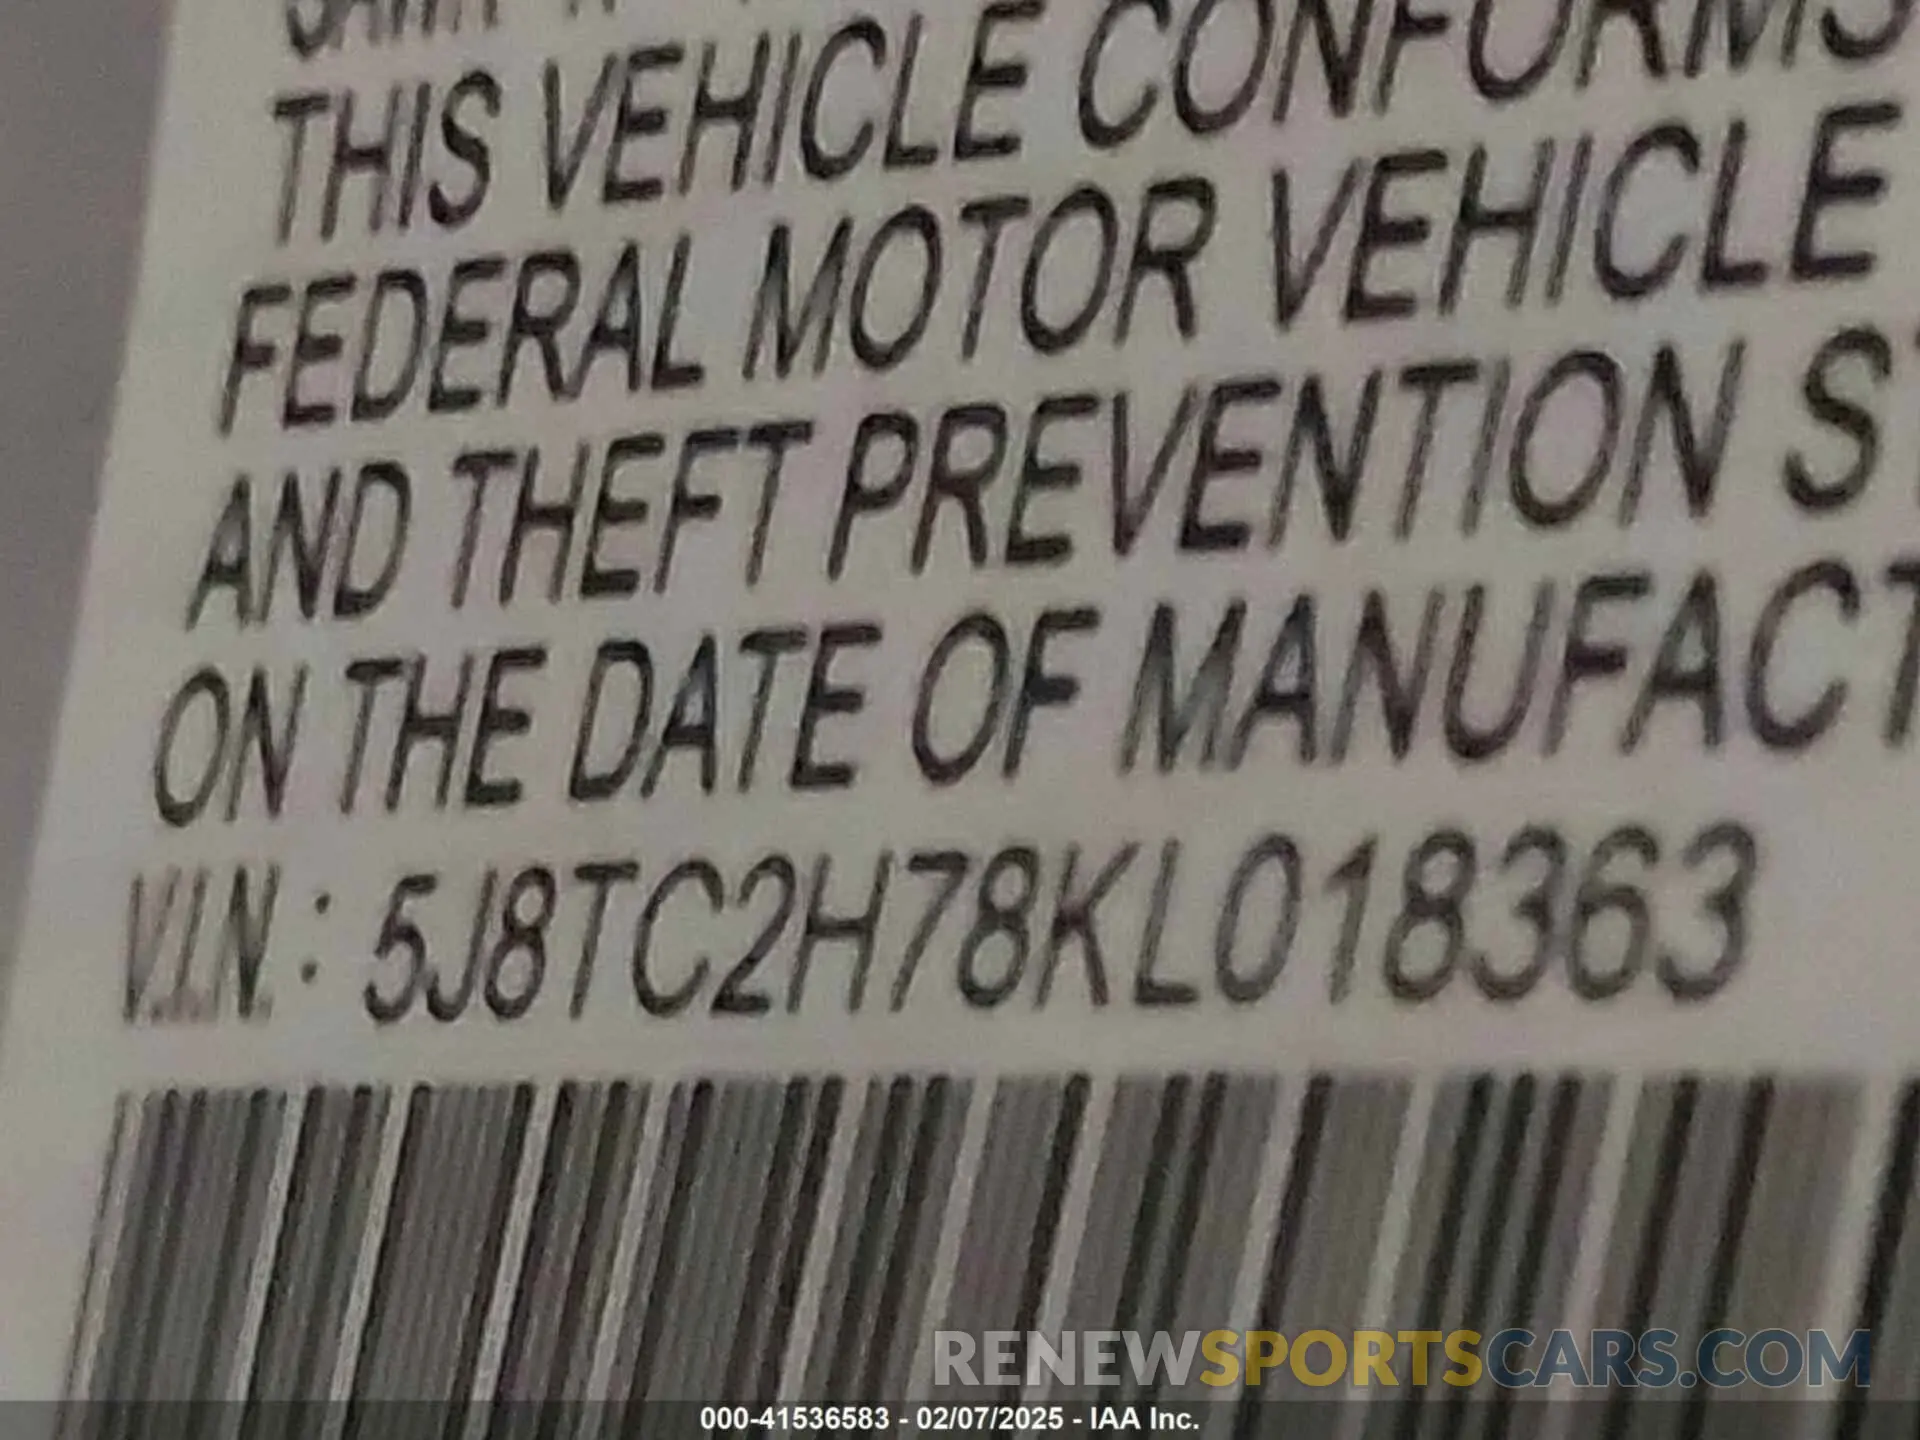 THIS VEHICLE CONFORMS
FEDERAL MOTOR VEHICLE
AND THEFT PREVENTION
ON THE DATE OF MANUFACT
V.I.N. : 5J8TC2H78KL018363
RENEWSPORTSCARS.COM
000-41536583 - 02/07/2025 - IAA Inc.